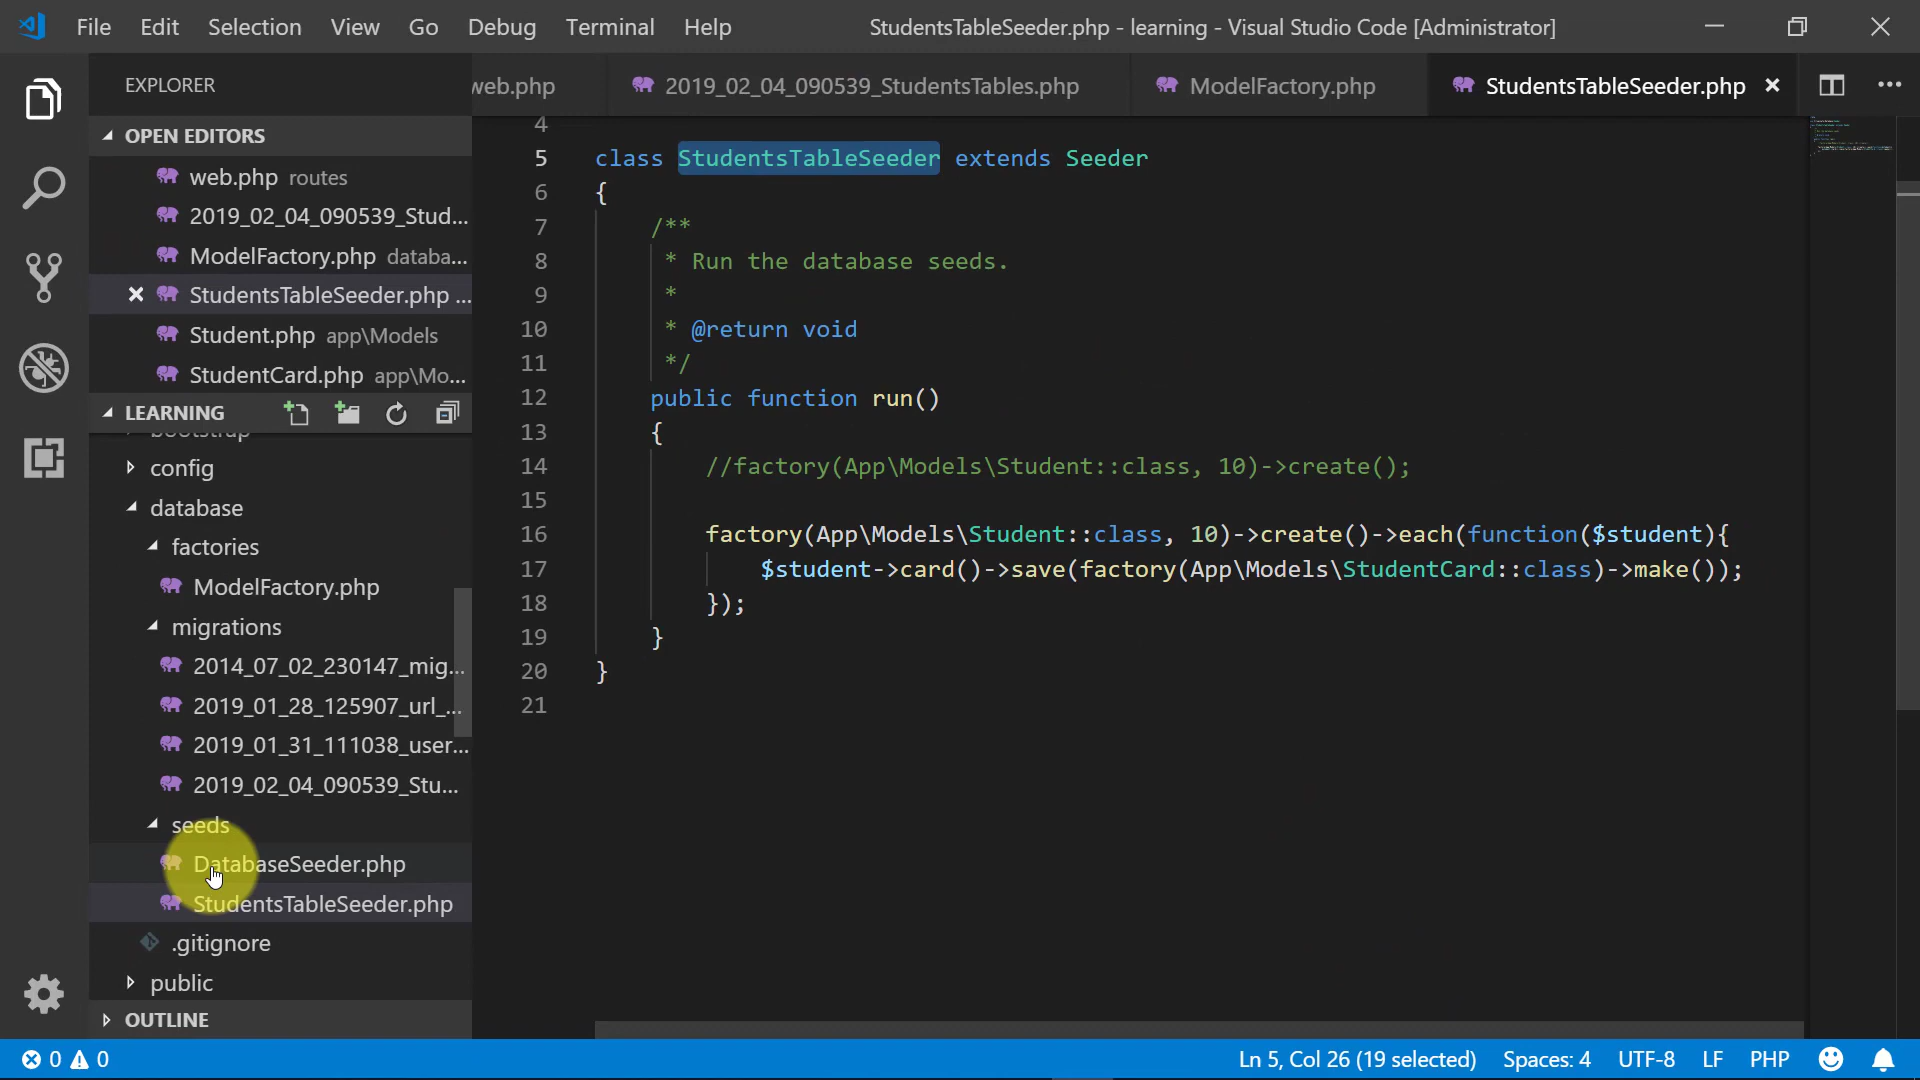 File Edit Selection View Go Debug Terminal Help StudentsTableSeeder.php - learning - Visual Studio Code [Administrator]
EXPLORER
web.php 2019_02_04_090539_StudentsTables.php ModelFactory.php StudentsTableSeeder.php
OPEN EDITORS
web.php routes
2019_02_04_090539_Stud...
ModelFactory.php databa...
StudentsTableSeeder.php ...
Student.php app\Models
StudentCard.php app\Mo...
LEARNING
bootstrap
config
database
factories
ModelFactory.php
migrations
2014_07_02_230147_mig...
2019_01_28_125907_url_...
2019_01_31_111038_user...
2019_02_04_090539_Stu...
seeds
DatabaseSeeder.php
StudentsTableSeeder.php
.gitignore
public
OUTLINE
4
5 class StudentsTableSeeder extends Seeder
6 {
7 /**
8 * Run the database seeds.
9 *
10 * @return void
11 */
12 public function run()
13 {
14 //factory(App\Models\Student::class, 10)->create();
15
16 factory(App\Models\Student::class, 10)->create()->each(function($student){
17 $student->card()->save(factory(App\Models\StudentCard::class)->make());
18 });
19 }
20 }
21
0 0 Ln 5, Col 26 (19 selected) Spaces: 4 UTF-8 LF PHP